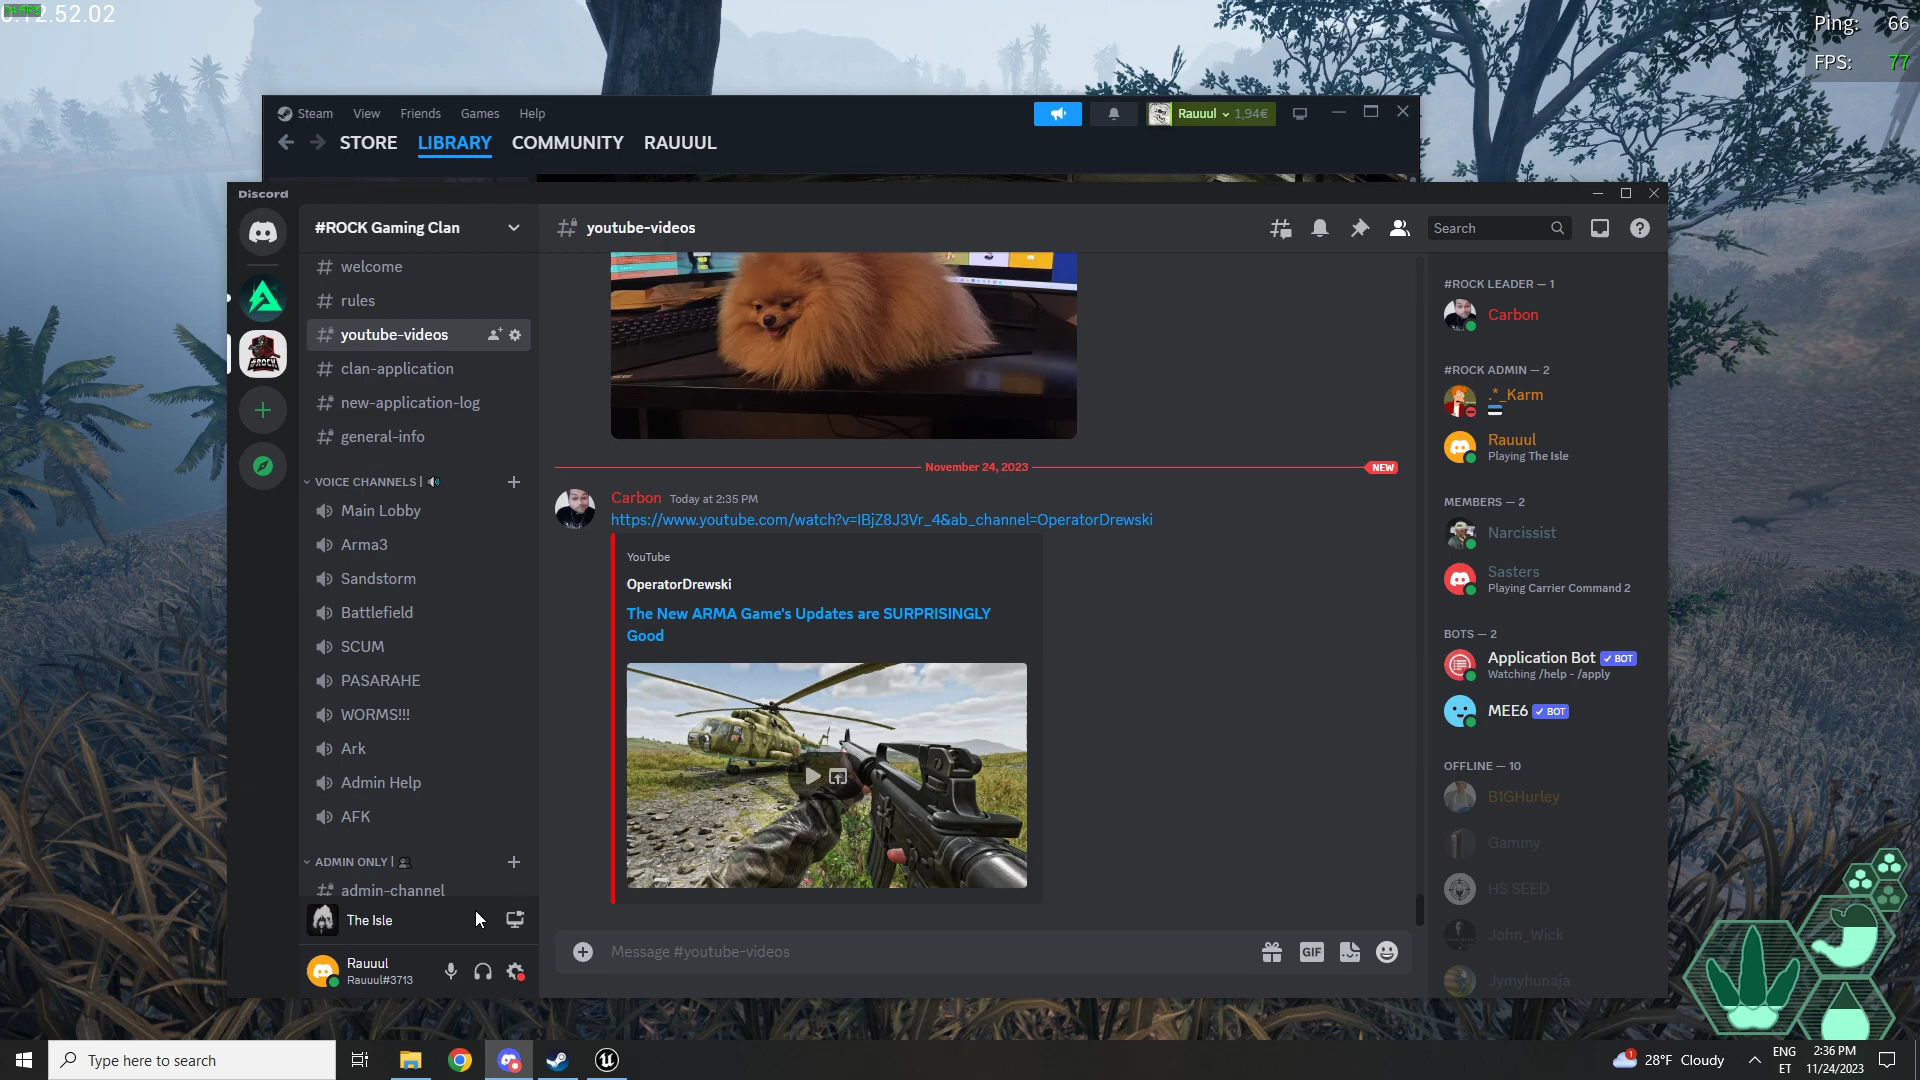 Ping: 66
FPS: 77
Steam View Friends Games Help
Rauuul 1,94€
STORE LIBRARY COMMUNITY RAUUUL
Discord
#ROCK Gaming Clan
welcome
rules
youtube-videos
clan-application
new-application-log
general-info
VOICE CHANNELS |
Main Lobby
Arma3
Sandstorm
Battlefield
SCUM
PASARAHE
WORMS!!!
Ark
Admin Help
AFK
ADMIN ONLY |
admin-channel
The Isle
Rauuul
Rauuul#3713
youtube-videos
Search
November 24, 2023
NEW
Carbon Today at 2:35 PM
https://www.youtube.com/watch?v=IBjZ8J3Vr_4&ab_channel=OperatorDrewski
YouTube
OperatorDrewski
The New ARMA Game's Updates are SURPRISINGLY
Good
Message #youtube-videos
GIF
#ROCK LEADER — 1
Carbon
#ROCK ADMIN — 2
.*_Karm
Rauuul
Playing The Isle
MEMBERS — 2
Narcissist
Sasters
Playing Carrier Command 2
BOTS — 2
Application Bot BOT
Watching /help - /apply
MEE6 BOT
OFFLINE — 10
B1GHurley
Gammy
HS SEED
John_Wick
Jymyhunaja
Type here to search
1
28°F Cloudy
ENG
ET
2:36 PM
11/24/2023